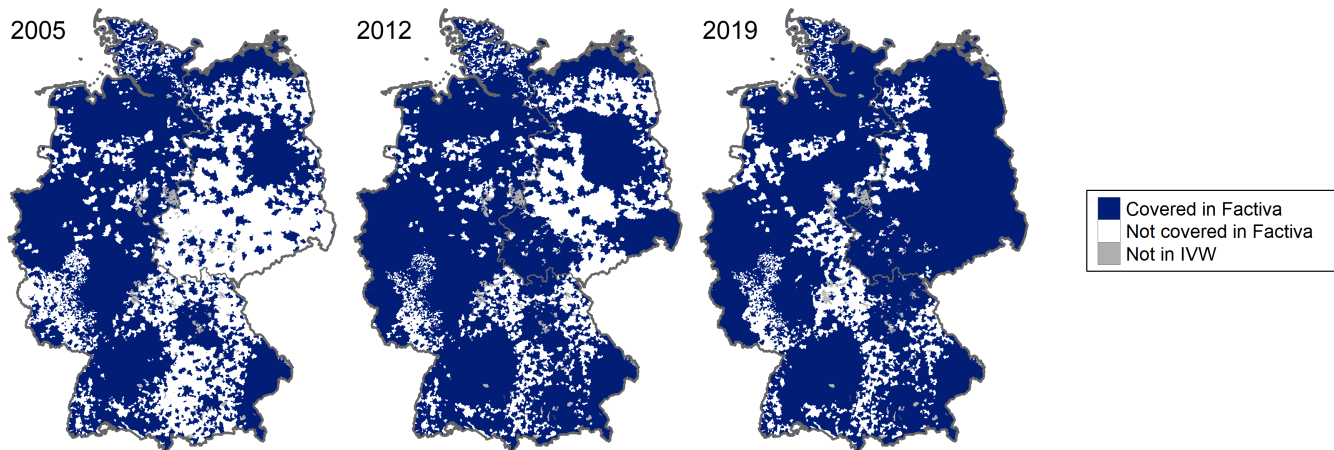 2005
2012
2019
Covered in Factiva
Not covered in Factiva
Not in IVW